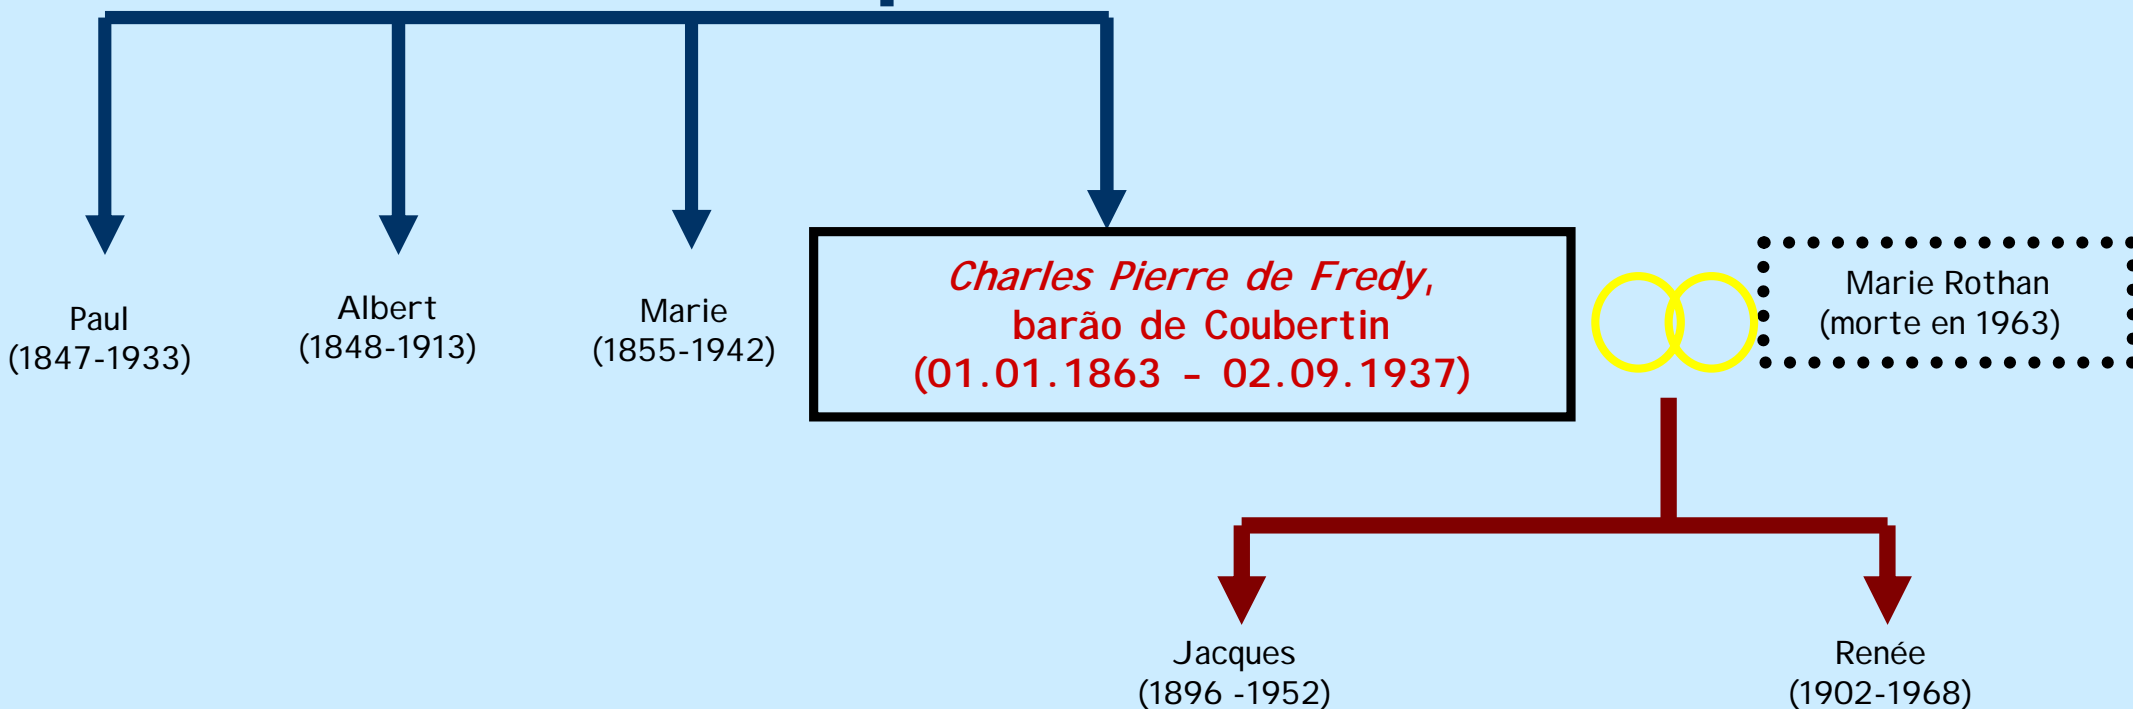 Paul
(1847-1933)
Albert
(1848-1913)
Marie
(1855-1942)
Charles Pierre de Fredy,
barão de Coubertin
(01.01.1863 - 02.09.1937)
Marie Rothan
(morte en 1963)
Jacques
(1896 -1952)
Renée
(1902-1968)